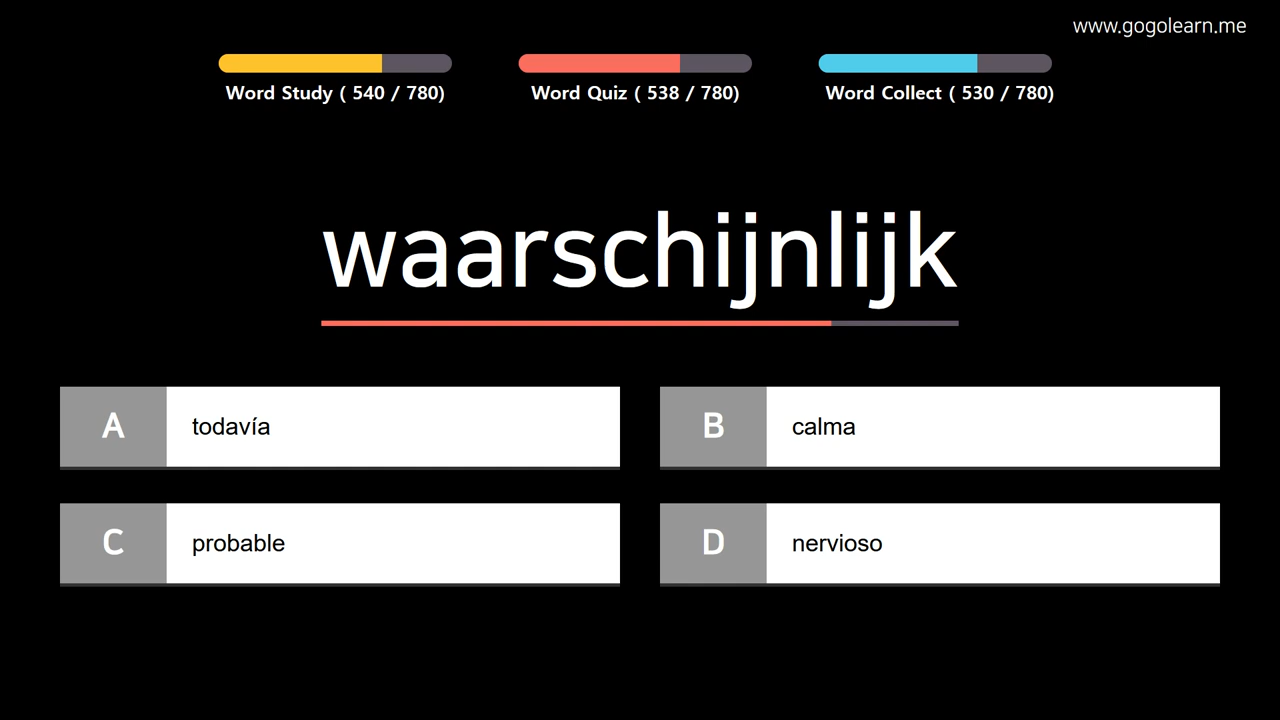 www.gogolearn.me
Word Study ( 540 / 780)
Word Quiz ( 538 / 780)
Word Collect ( 530 / 780)
waarschijnlijk
A todavía
B calma
C probable
D nervioso